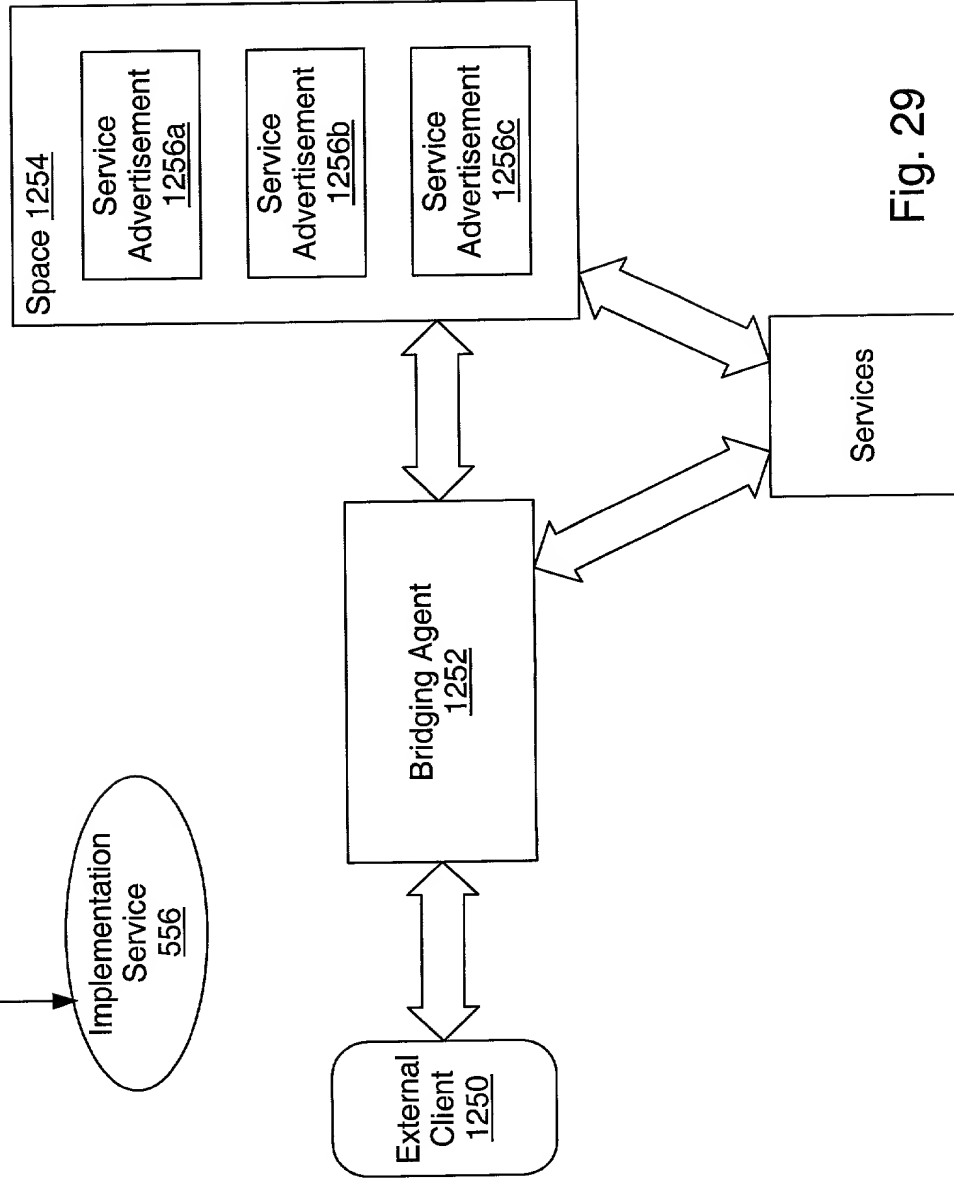 Implementation
Service
556
External
Client
1250
Bridging Agent
1252
Space 1254
Service
Advertisement
1256a
Service
Advertisement
1256b
Service
Advertisement
1256c
Services
Fig. 29